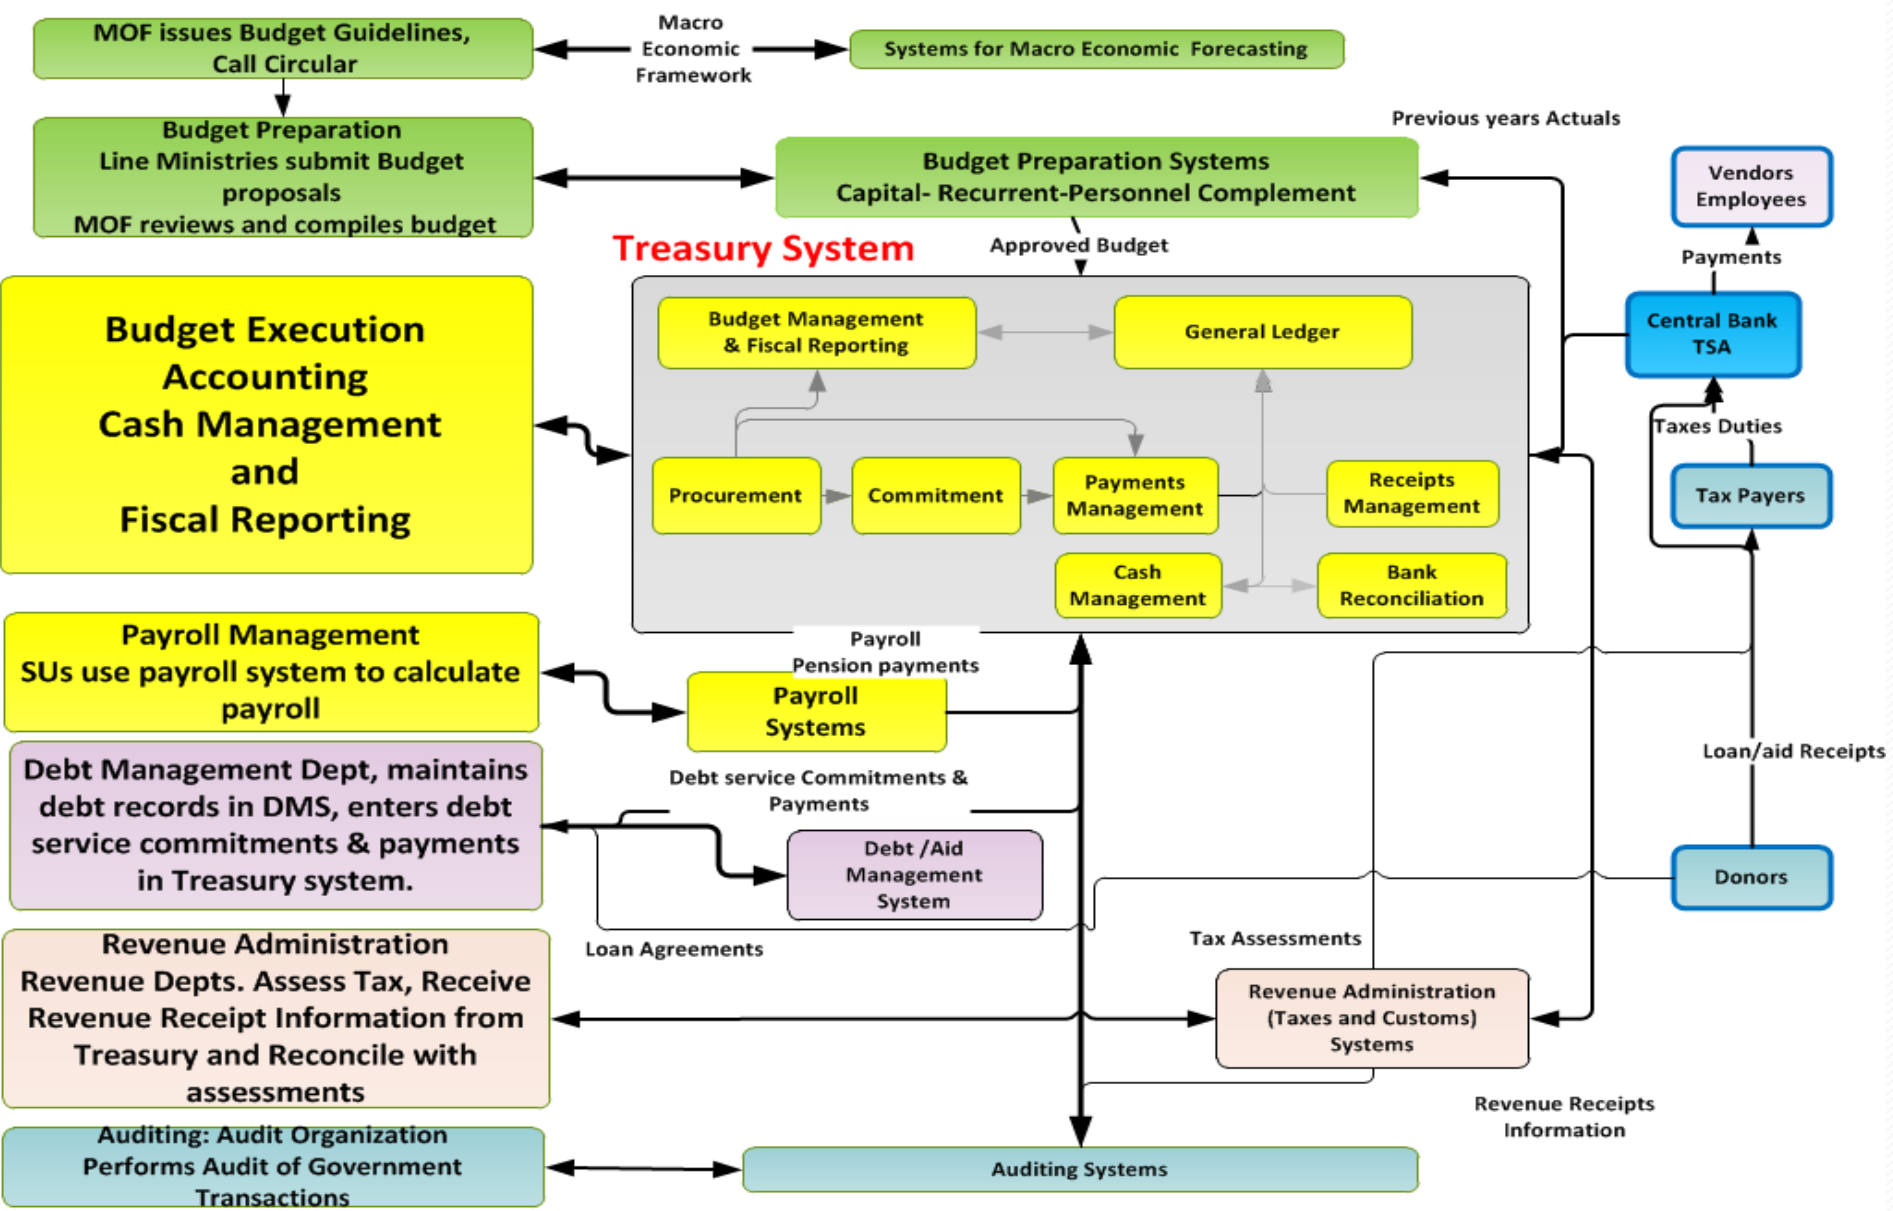 MOF issues Budget Guidelines,
Call Circular
Macro
Economic
Framework
Systems for Macro Economic Forecasting
Budget Preparation
Line Ministries submit Budget
proposals
MOF reviews and compiles budget
Budget Preparation Systems
Capital- Recurrent-Personnel Complement
Previous years Actuals
Vendors
Employees
Payments
Treasury System
Approved Budget
Central Bank
TSA
Budget Execution
Accounting
Cash Management
and
Fiscal Reporting
Budget Management
& Fiscal Reporting
General Ledger
Procurement
Commitment
Payments
Management
Receipts
Management
Cash
Management
Bank
Reconciliation
Taxes Duties
Tax Payers
Payroll Management
SUs use payroll system to calculate
payroll
Payroll
Pension payments
Payroll
Systems
Debt Management Dept, maintains
debt records in DMS, enters debt
service commitments & payments
in Treasury system.
Debt service Commitments &
Payments
Debt /Aid
Management
System
Loan/aid Receipts
Donors
Loan Agreements
Revenue Administration
Revenue Depts. Assess Tax, Receive
Revenue Receipt Information from
Treasury and Reconcile with
assessments
Tax Assessments
Revenue Administration
(Taxes and Customs)
Systems
Revenue Receipts
Information
Auditing: Audit Organization
Performs Audit of Government
Transactions
Auditing Systems